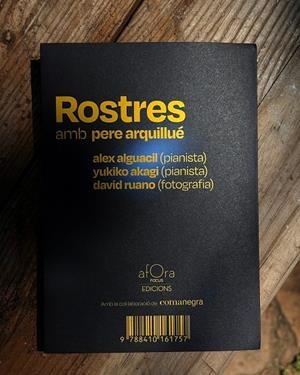 Rostres
amb pere arquillué
alex alguacil (pianista)
yukiko akagi (pianista)
david ruano (fotografia)
afOra
FOCUS
EDICIONS
Amb la col·laboració de comanegra
9 788410 161757